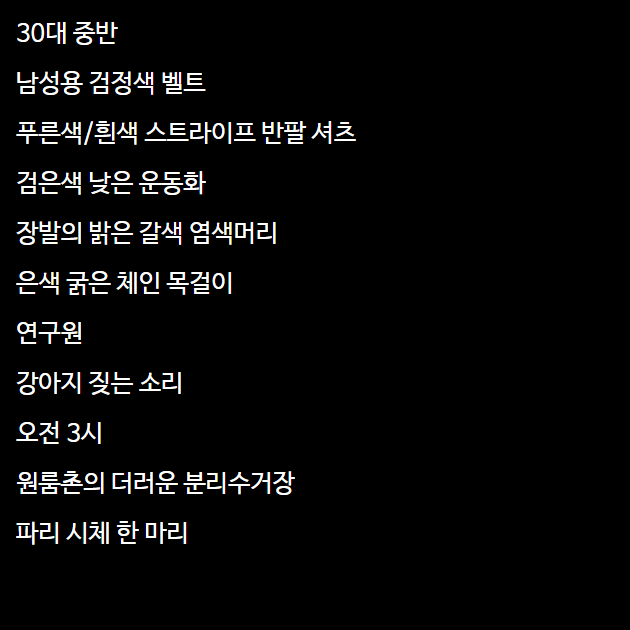 30대 중반
남성용 검정색 벨트
푸른색/흰색 스트라이프 반팔 셔츠
검은색 낮은 운동화
장발의 밝은 갈색 염색머리
은색 굵은 체인 목걸이
연구원
강아지 짖는 소리
오전 3시
원룸촌의 더러운 분리수거장
파리 시체 한 마리